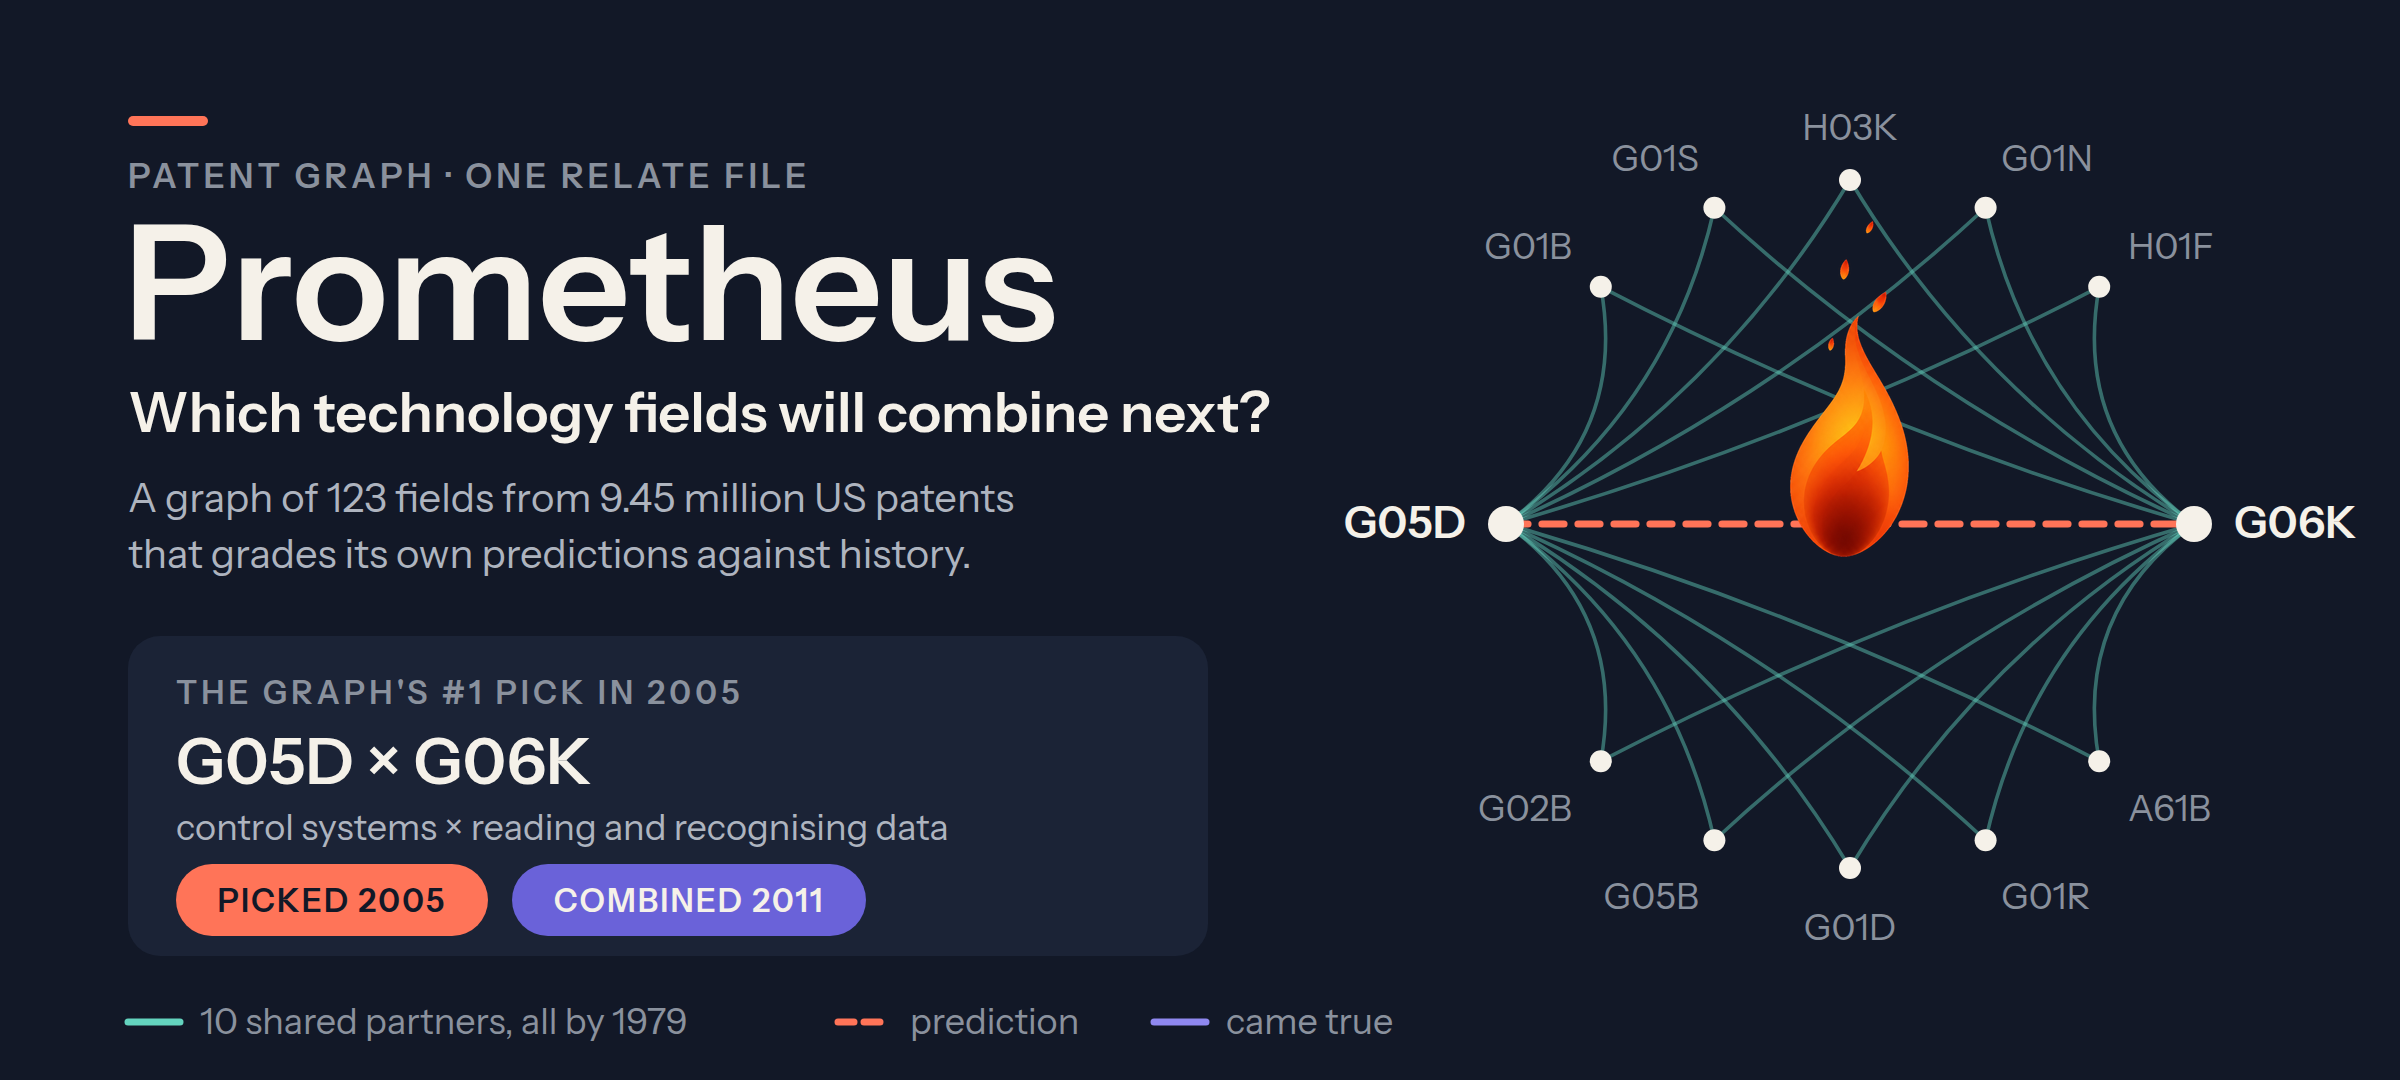 PATENT GRAPH · ONE RELATE FILE
Prometheus
Which technology fields will combine next?
A graph of 123 fields from 9.45 million US patents
that grades its own predictions against history.
THE GRAPH'S #1 PICK IN 2005
G05D × G06K
control systems × reading and recognising data
PICKED 2005
COMBINED 2011
10 shared partners, all by 1979
prediction
came true
H03K
G01S
G01N
G01B
H01F
G05D
G06K
G02B
A61B
G05B
G01R
G01D